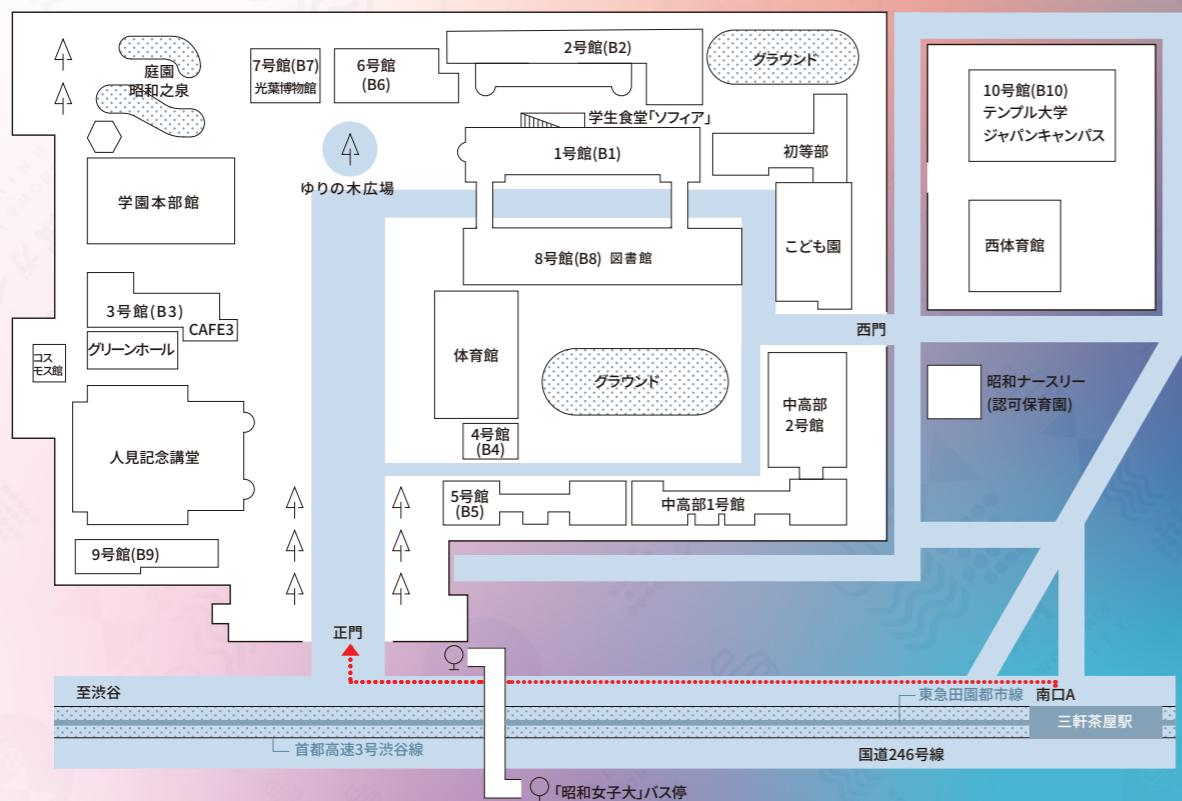 庭園
昭和之泉
7号館(B7)
光葉博物館
6号館
(B6)
2号館(B2)
グラウンド
学生食堂「ソフィア」
1号館(B1)
初等部
10号館(B10)
テンプル大学
ジャパンキャンパス
ゆりの木広場
学園本部館
こども園
西体育館
8号館(B8) 図書館
3号館(B3)
CAFE3
グリーンホール
コス
モス館
体育館
グラウンド
西門
昭和ナースリー
(認可保育園)
中高部
2号館
4号館
(B4)
人見記念講堂
5号館
(B5)
中高部1号館
9号館(B9)
正門
至渋谷
東急田園都市線
南口A
三軒茶屋駅
首都高速3号渋谷線
国道246号線
「昭和女子大」バス停